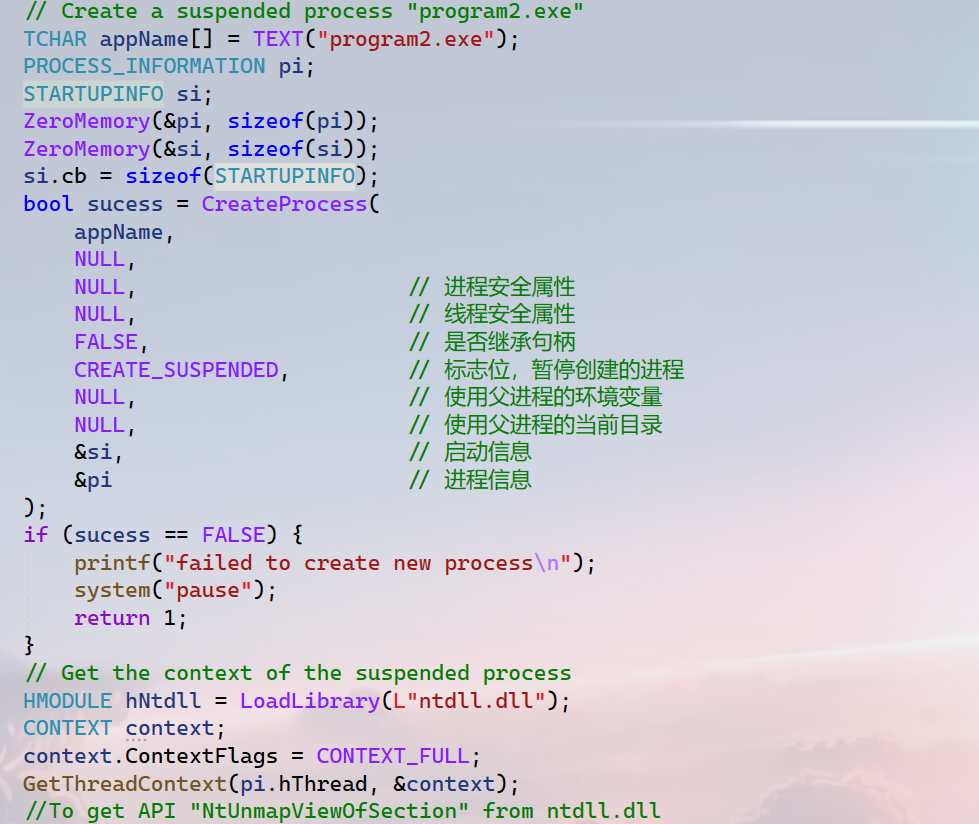 // Create a suspended process "program2.exe"
TCHAR appName[] = TEXT("program2.exe");
PROCESS_INFORMATION pi;
STARTUPINFO si;
ZeroMemory(&pi, sizeof(pi));
ZeroMemory(&si, sizeof(si));
si.cb = sizeof(STARTUPINFO);
bool sucess = CreateProcess(
    appName,
    NULL,
    NULL,                     // 进程安全属性
    NULL,                     // 线程安全属性
    FALSE,                    // 是否继承句柄
    CREATE_SUSPENDED,         // 标志位，暂停创建的进程
    NULL,                     // 使用父进程的环境变量
    NULL,                     // 使用父进程的当前目录
    &si,                      // 启动信息
    &pi                       // 进程信息
);
if (sucess == FALSE) {
    printf("failed to create new process\n");
    system("pause");
    return 1;
}
// Get the context of the suspended process
HMODULE hNtdll = LoadLibrary(L"ntdll.dll");
CONTEXT context;
context.ContextFlags = CONTEXT_FULL;
GetThreadContext(pi.hThread, &context);
//To get API "NtUnmapViewOfSection" from ntdll.dll